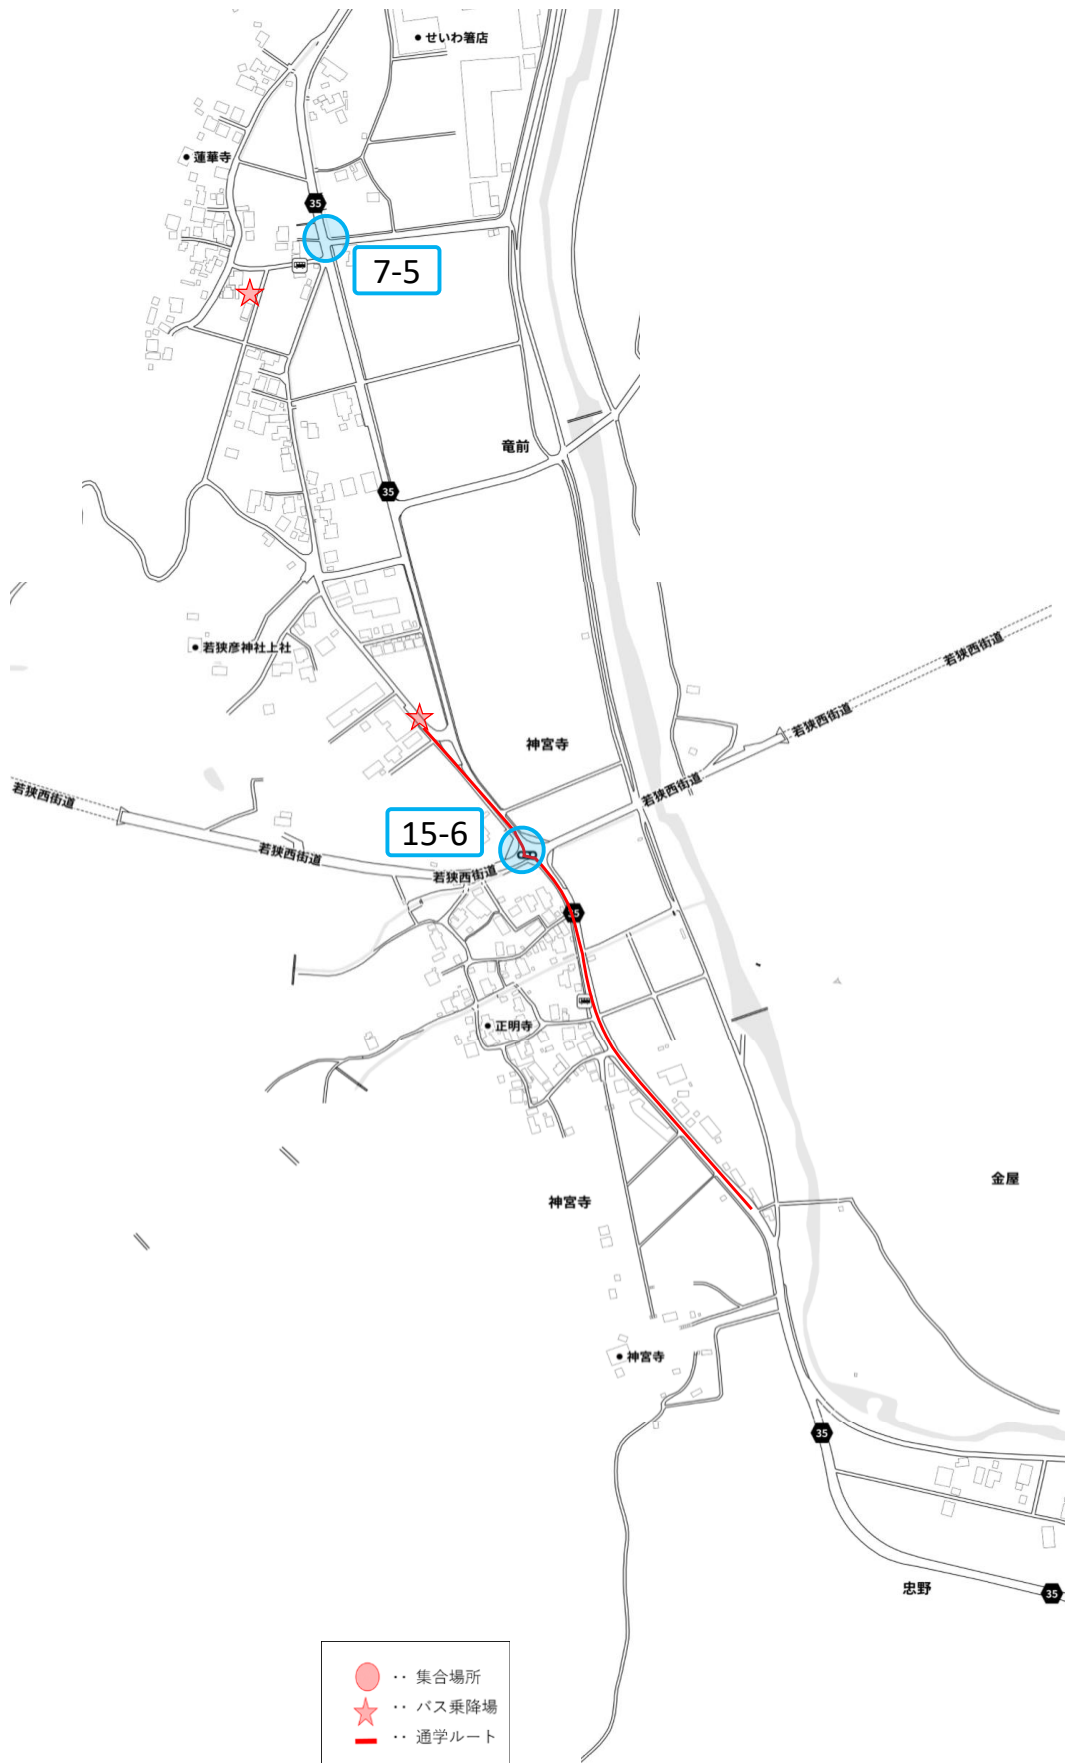 せいわ箸店
蓮華寺
35
7-5
竜前
35
若狭彦神社上社
若狭西街道
若狭西街道
神宮寺
若狭西街道
若狭西街道
15-6
若狭西街道
若狭西街道
35
正明寺
金屋
神宮寺
神宮寺
35
忠野
35
‥ 集合場所
‥ バス乗降場
‥ 通学ルート